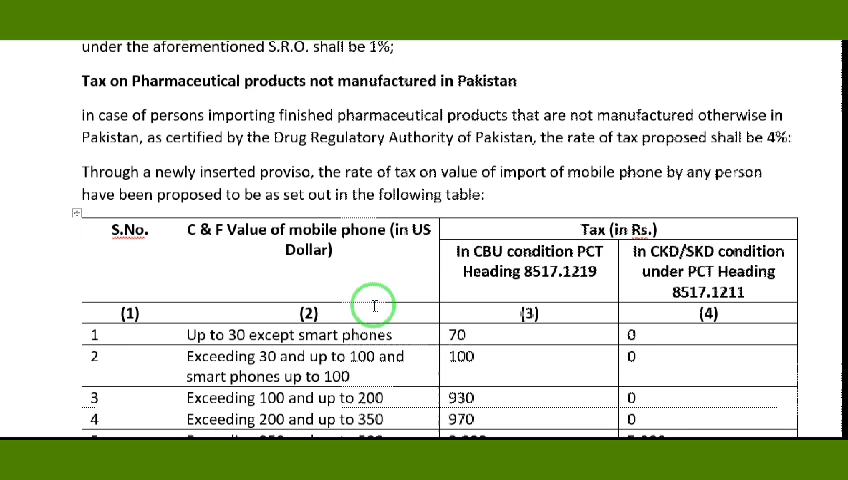 under the aforementioned S.R.O. shall be 1%;
Tax on Pharmaceutical products not manufactured in Pakistan
in case of persons importing finished pharmaceutical products that are not manufactured otherwise in
Pakistan, as certified by the Drug Regulatory Authority of Pakistan, the rate of tax proposed shall be 4%:
Through a newly inserted proviso, the rate of tax on value of import of mobile phone by any person
have been proposed to be as set out in the following table:
S.No. C & F Value of mobile phone (in US Dollar) Tax (in Rs.)
In CBU condition PCT Heading 8517.1219 In CKD/SKD condition under PCT Heading 8517.1211
(1) (2) (3) (4)
1 Up to 30 except smart phones 70 0
2 Exceeding 30 and up to 100 and 100 0
smart phones up to 100
3 Exceeding 100 and up to 200 930 0
4 Exceeding 200 and up to 350 970 0